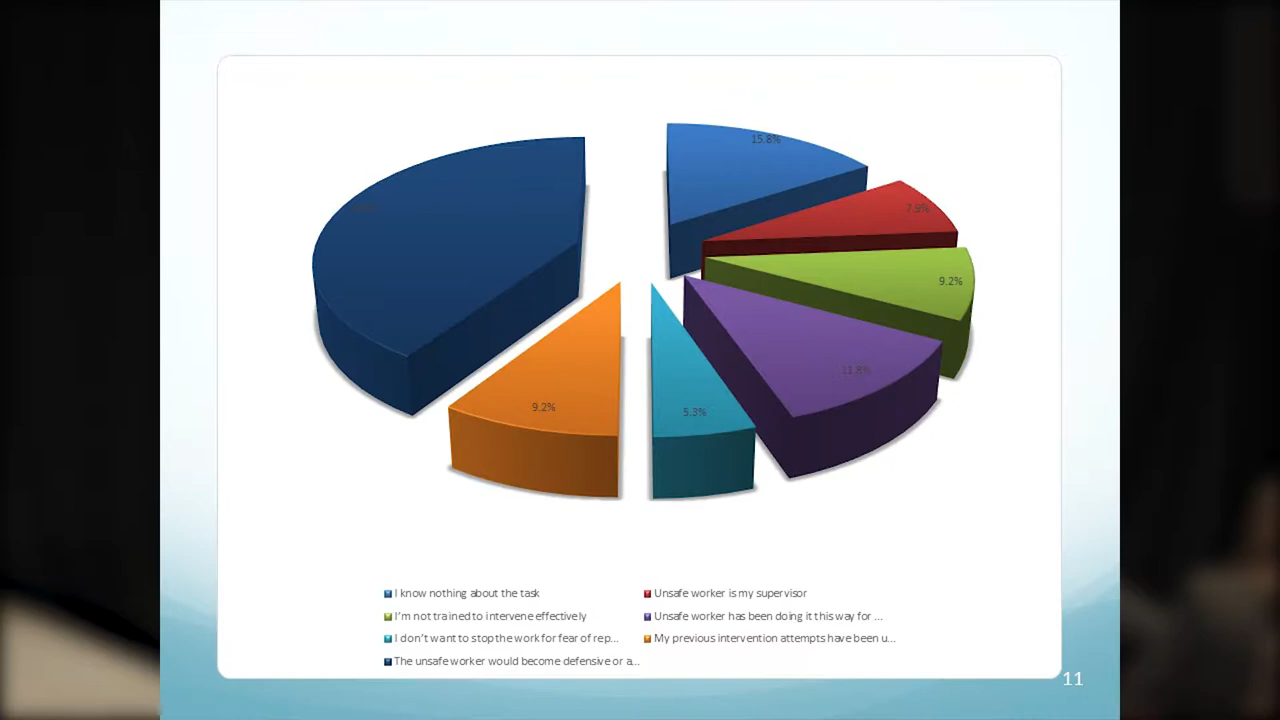 15.8%
7.9%
9.2%
11.8%
5.3%
9.2%
I know nothing about the task
Unsafe worker is my supervisor
I'm not trained to intervene effectively
Unsafe worker has been doing it this way for ...
I don't want to stop the work for fear of rep...
My previous intervention attempts have been u...
The unsafe worker would become defensive or a...
11